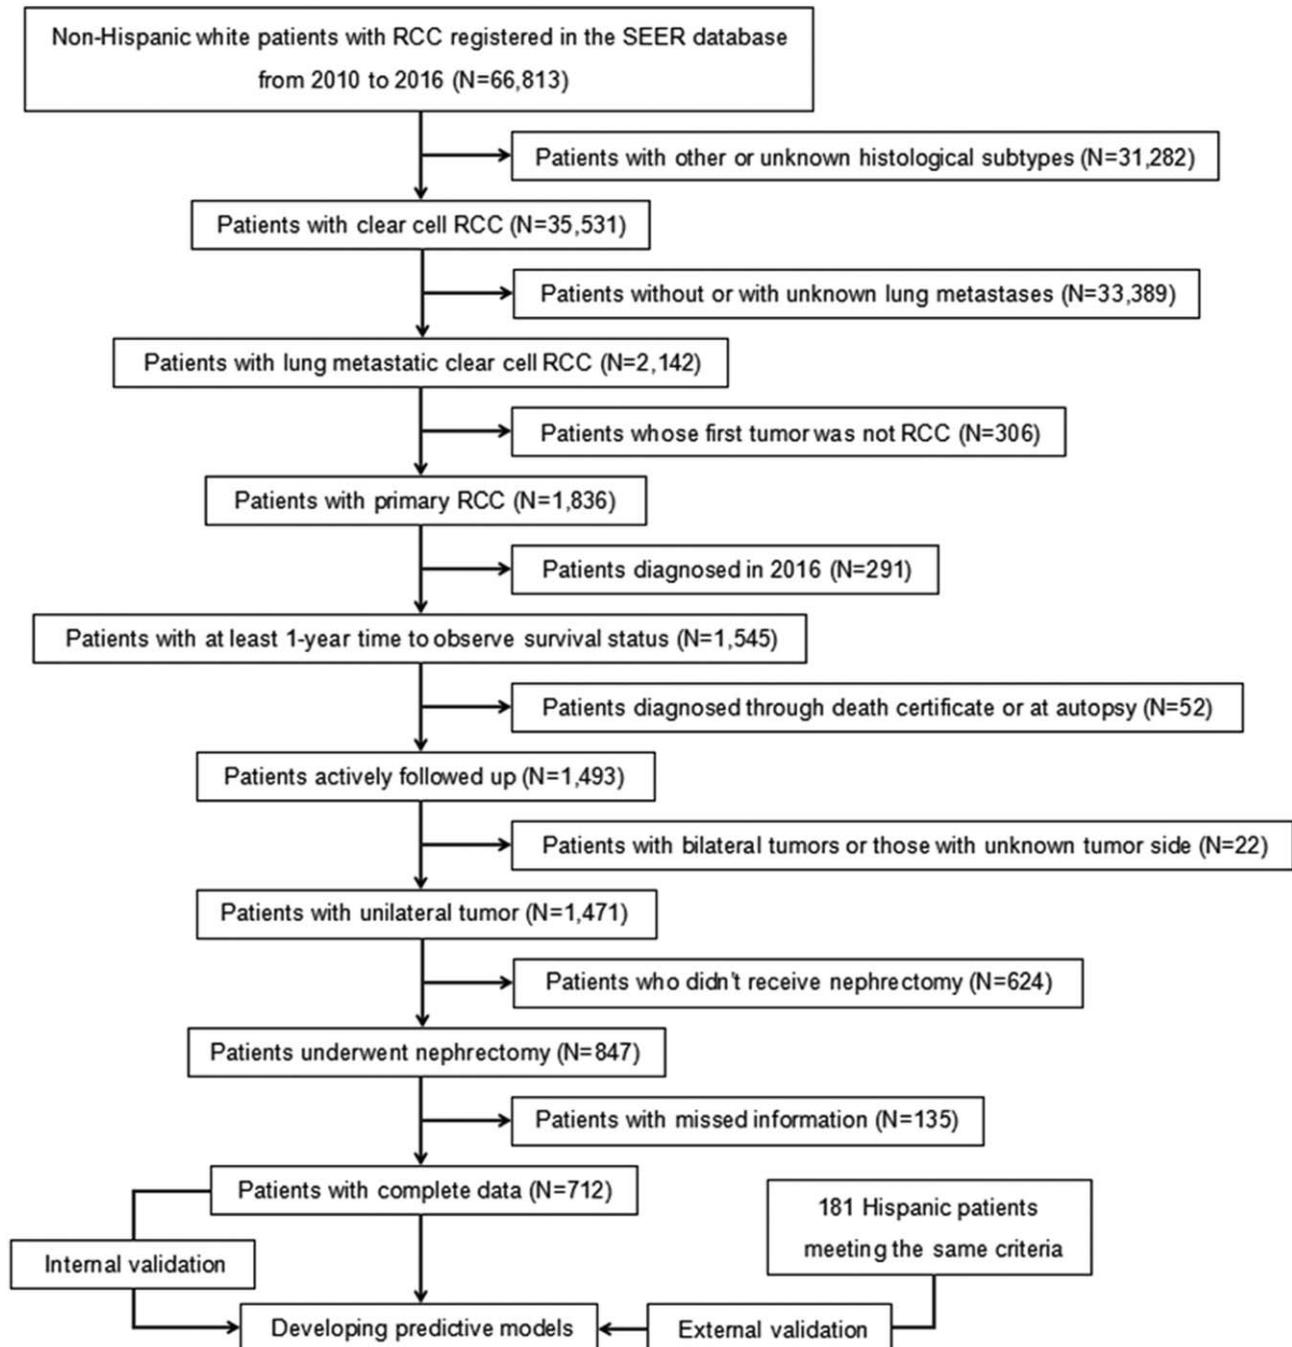 Non-Hispanic white patients with RCC registered in the SEER database
from 2010 to 2016 (N=66,813)
Patients with other or unknown histological subtypes (N=31,282)
Patients with clear cell RCC (N=35,531)
Patients without or with unknown lung metastases (N=33,389)
Patients with lung metastatic clear cell RCC (N=2,142)
Patients whose first tumor was not RCC (N=306)
Patients with primary RCC (N=1,836)
Patients diagnosed in 2016 (N=291)
Patients with at least 1-year time to observe survival status (N=1,545)
Patients diagnosed through death certificate or at autopsy (N=52)
Patients actively followed up (N=1,493)
Patients with bilateral tumors or those with unknown tumor side (N=22)
Patients with unilateral tumor (N=1,471)
Patients who didn't receive nephrectomy (N=624)
Patients underwent nephrectomy (N=847)
Patients with missed information (N=135)
Patients with complete data (N=712)
181 Hispanic patients
meeting the same criteria
Internal validation
Developing predictive models
External validation